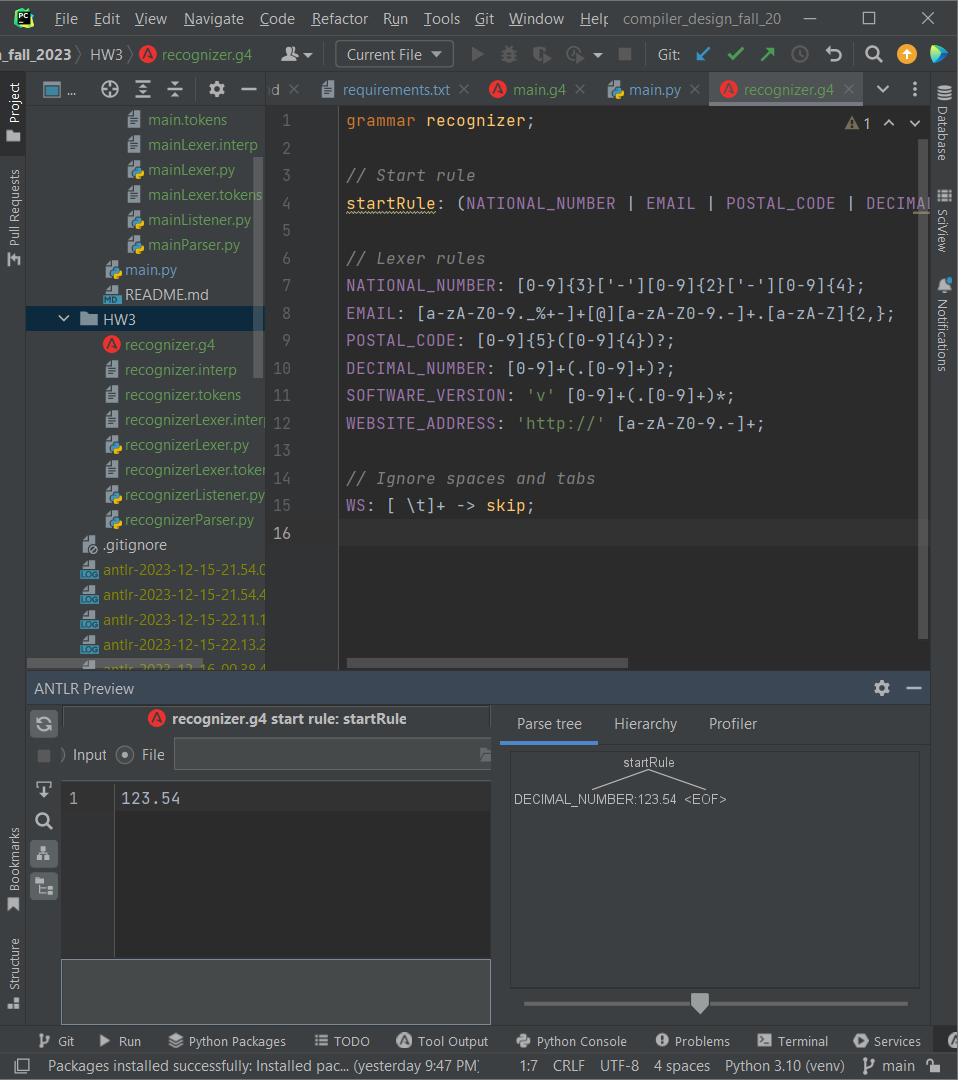 File Edit View Navigate Code Refactor Run Tools Git Window Help compiler_design_fall_20
_fall_2023 HW3 recognizer.g4 Current File Git:
Project
Pull Requests
Bookmarks
Structure
Database
SciView
Notifications
... d requirements.txt main.g4 main.py recognizer.g4
main.tokens
mainLexer.interp
mainLexer.py
mainLexer.tokens
mainListener.py
mainParser.py
main.py
README.md
HW3
recognizer.g4
recognizer.interp
recognizer.tokens
recognizerLexer.interp
recognizerLexer.py
recognizerLexer.token
recognizerListener.py
recognizerParser.py
.gitignore
antlr-2023-12-15-21.54.0
antlr-2023-12-15-21.54.4
antlr-2023-12-15-22.11.1
antlr-2023-12-15-22.13.2
antlr-2023-12-16-00.38.4
1 grammar recognizer; 1
2
3 // Start rule
4 startRule: (NATIONAL_NUMBER | EMAIL | POSTAL_CODE | DECIMAL
5
6 // Lexer rules
7 NATIONAL_NUMBER: [0-9]{3}['-'][0-9]{2}['-'][0-9]{4};
8 EMAIL: [a-zA-Z0-9._%+-]+[@][a-zA-Z0-9.-]+.[a-zA-Z]{2,};
9 POSTAL_CODE: [0-9]{5}([0-9]{4})?;
10 DECIMAL_NUMBER: [0-9]+(.[0-9]+)?;
11 SOFTWARE_VERSION: 'v' [0-9]+(.[0-9]+)*;
12 WEBSITE_ADDRESS: 'http://' [a-zA-Z0-9.-]+;
13
14 // Ignore spaces and tabs
15 WS: [ \t]+ -> skip;
16
ANTLR Preview
recognizer.g4 start rule: startRule
Input File
1 123.54
Parse tree Hierarchy Profiler
startRule
DECIMAL_NUMBER:123.54 <EOF>
Git Run Python Packages TODO Tool Output Python Console Problems Terminal Services
Packages installed successfully: Installed pac... (yesterday 9:47 PM) 1:7 CRLF UTF-8 4 spaces Python 3.10 (venv) main